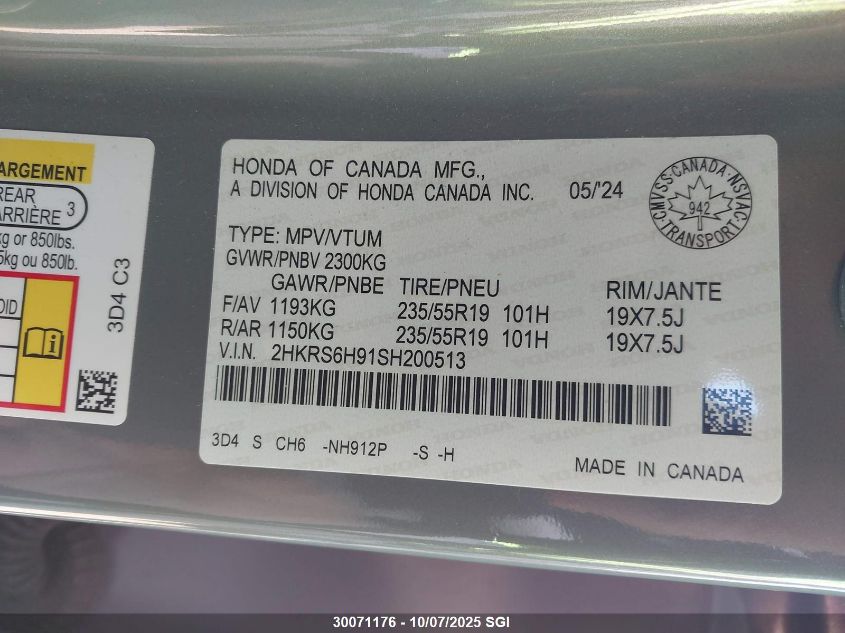 ARGEMENT
REAR
ARRIÈRE 3
kg or 850lbs.
5kg ou 850lb.
OID
3D4 C3
HONDA OF CANADA MFG.,
A DIVISION OF HONDA CANADA INC. 05/'24
CMVSS·CANADA·NSVAC
942
TRANSPORT
TYPE: MPV/VTUM
GVWR/PNBV 2300KG
GAWR/PNBE TIRE/PNEU RIM/JANTE
F/AV 1193KG 235/55R19 101H 19X7.5J
R/AR 1150KG 235/55R19 101H 19X7.5J
V.I.N. 2HKRS6H91SH200513
3D4 S CH6 -NH912P -S -H
MADE IN CANADA
30071176 - 10/07/2025 SGI